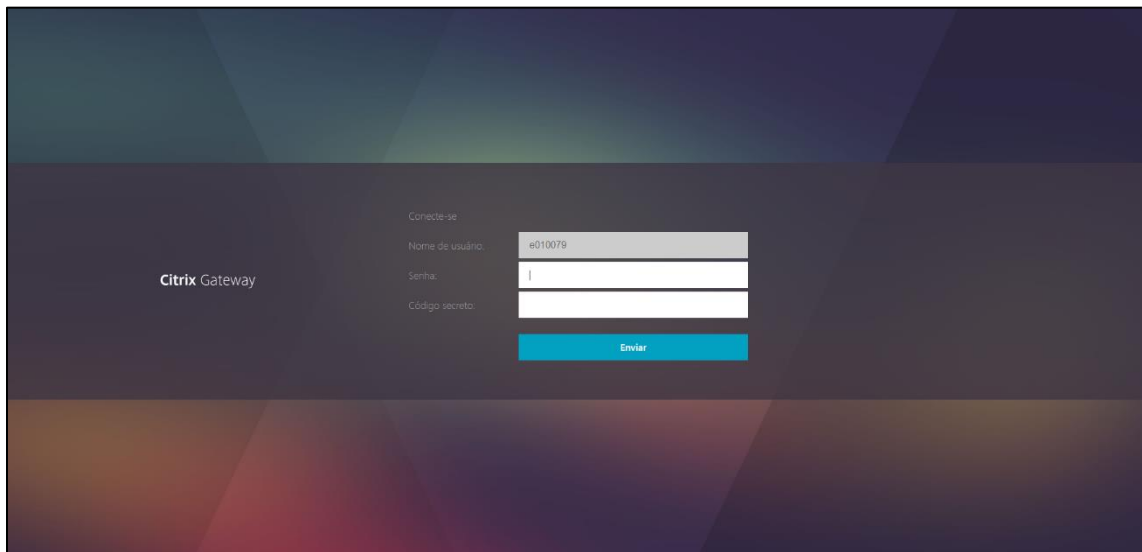 Conecte-se
Nome de usuário. e010079
Citrix Gateway
Senha:
Código secreto.
Enviar